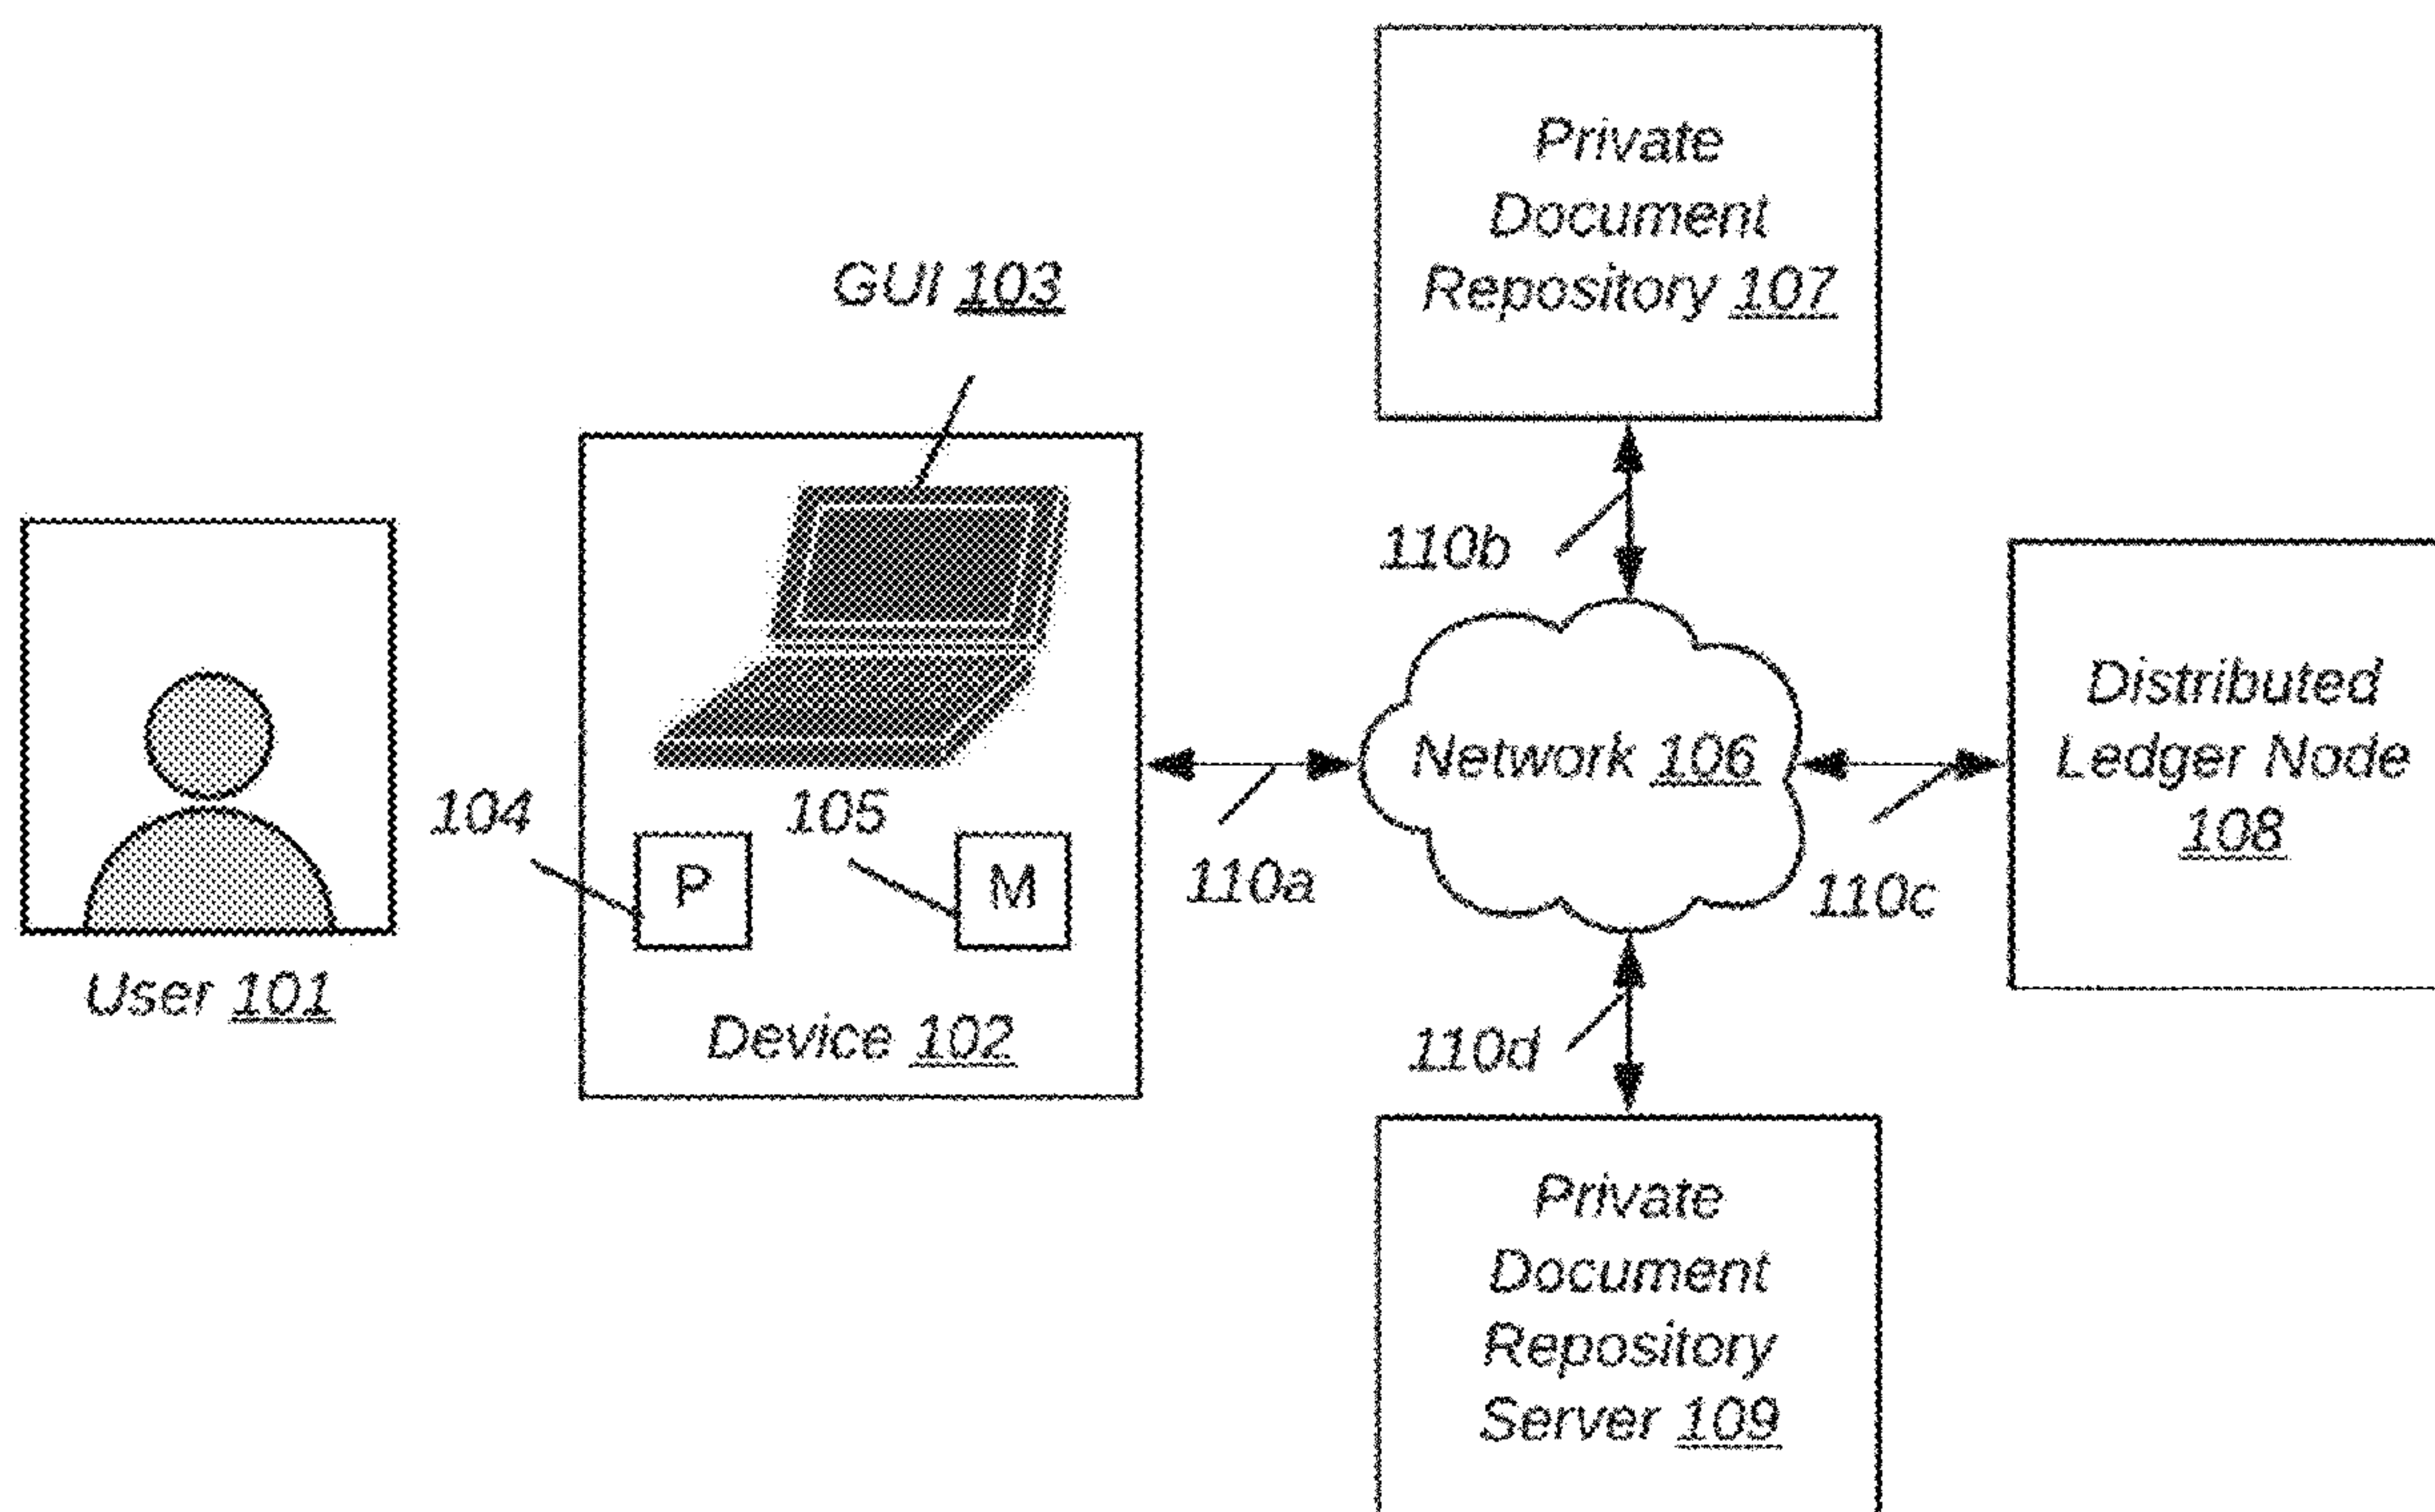 Private
Document
Repository 107
GUI 103
110b
Distributed
Ledger Node
108
Network 106
104
105
P
M
110a
110c
User 101
Device 102
110d
Private
Document
Repository
Server 109